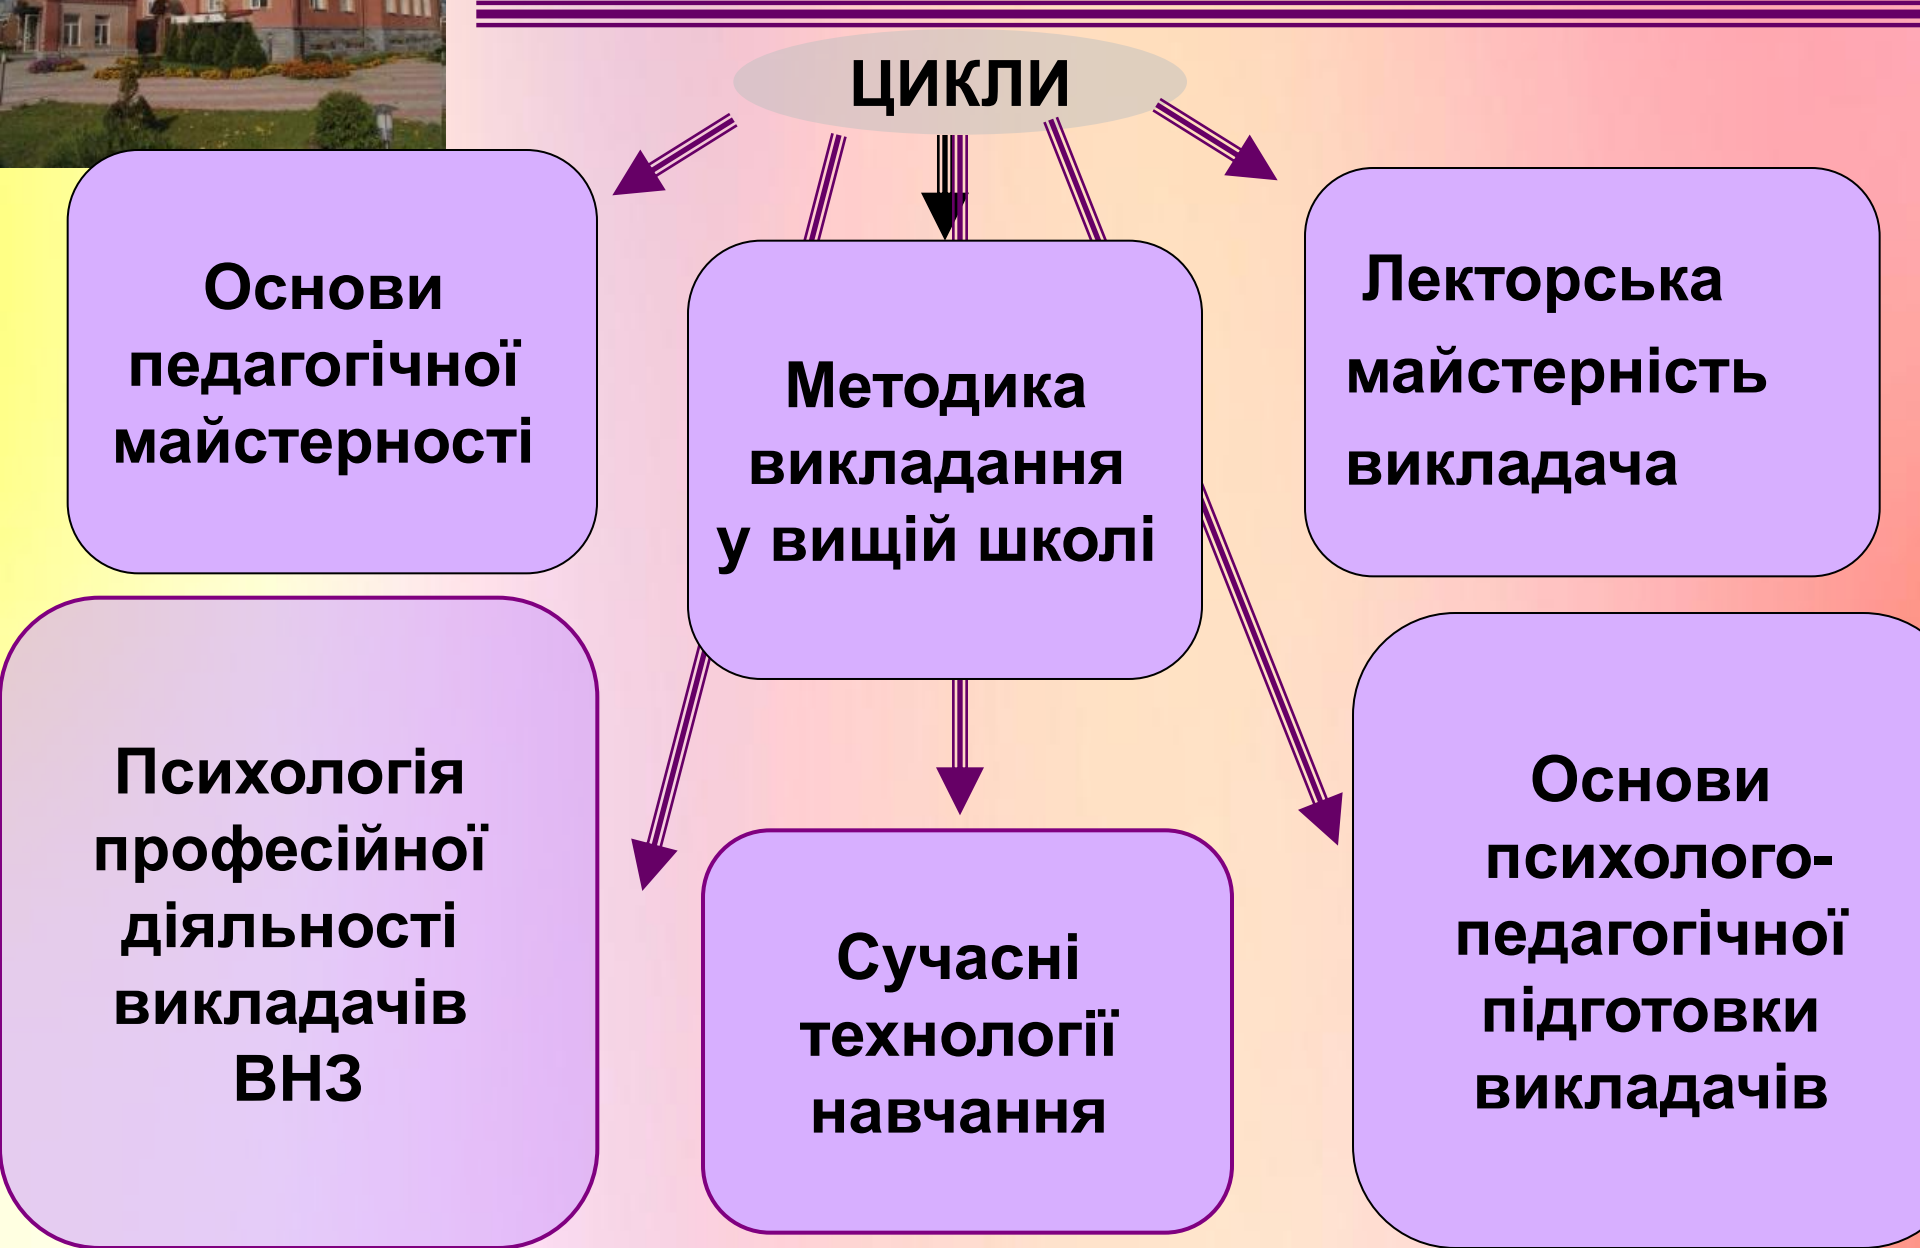 ЦИКЛИ
Основи
педагогічної
майстерності
Методика
викладання
у вищій школі
Лекторська
майстерність
викладача
Психологія
професійної
діяльності
викладачів
ВНЗ
Сучасні
технології
навчання
Основи
психолого-
педагогічної
підготовки
викладачів